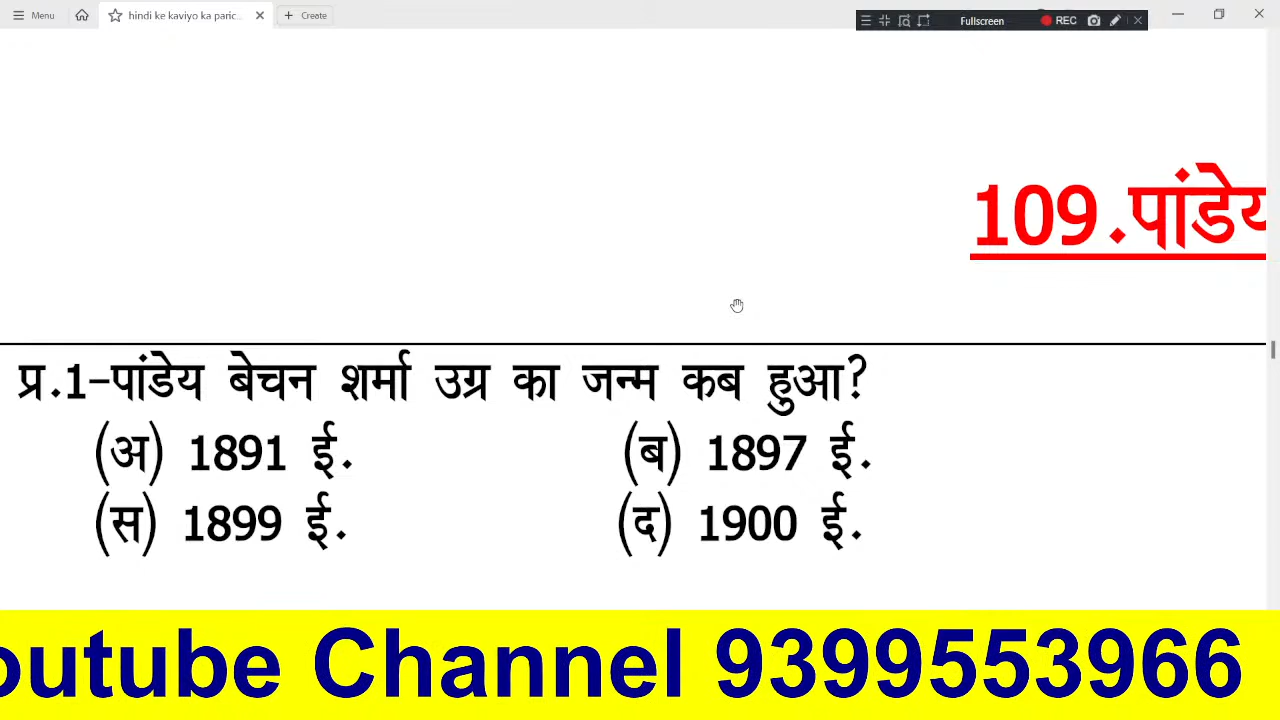 Menu
hindi ke kaviyo ka paric...
Create
Fullscreen
REC
109.पांडेय
प्र.1-पांडेय बेचन शर्मा उग्र का जन्म कब हुआ?
(अ) 1891 ई. (ब) 1897 ई.
(स) 1899 ई. (द) 1900 ई.
outube Channel 9399553966